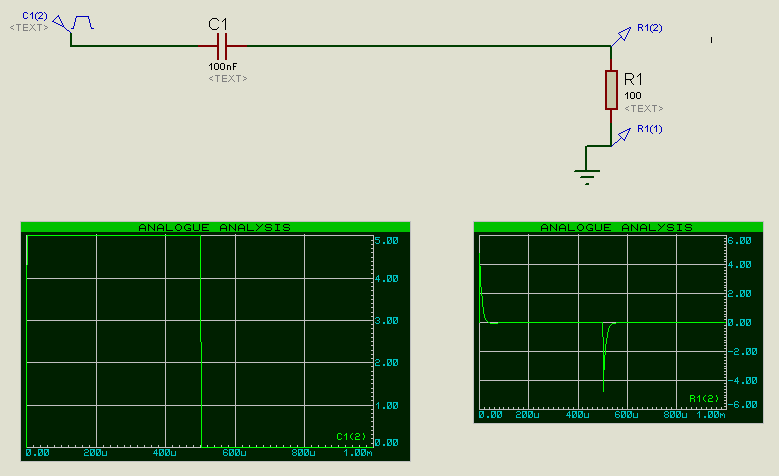 C1(2)
<TEXT>
C1
100nF
<TEXT>
R1(2)
R1
100
<TEXT>
R1(1)
ANALOGUE ANALYSIS
5.00
4.00
3.00
2.00
1.00
0.00
C1(2)
0.00 200u 400u 600u 800u 1.00m
ANALOGUE ANALYSIS
6.00
4.00
2.00
0.00
-2.00
-4.00
-6.00
R1(2)
0.00 200u 400u 600u 800u 1.00m